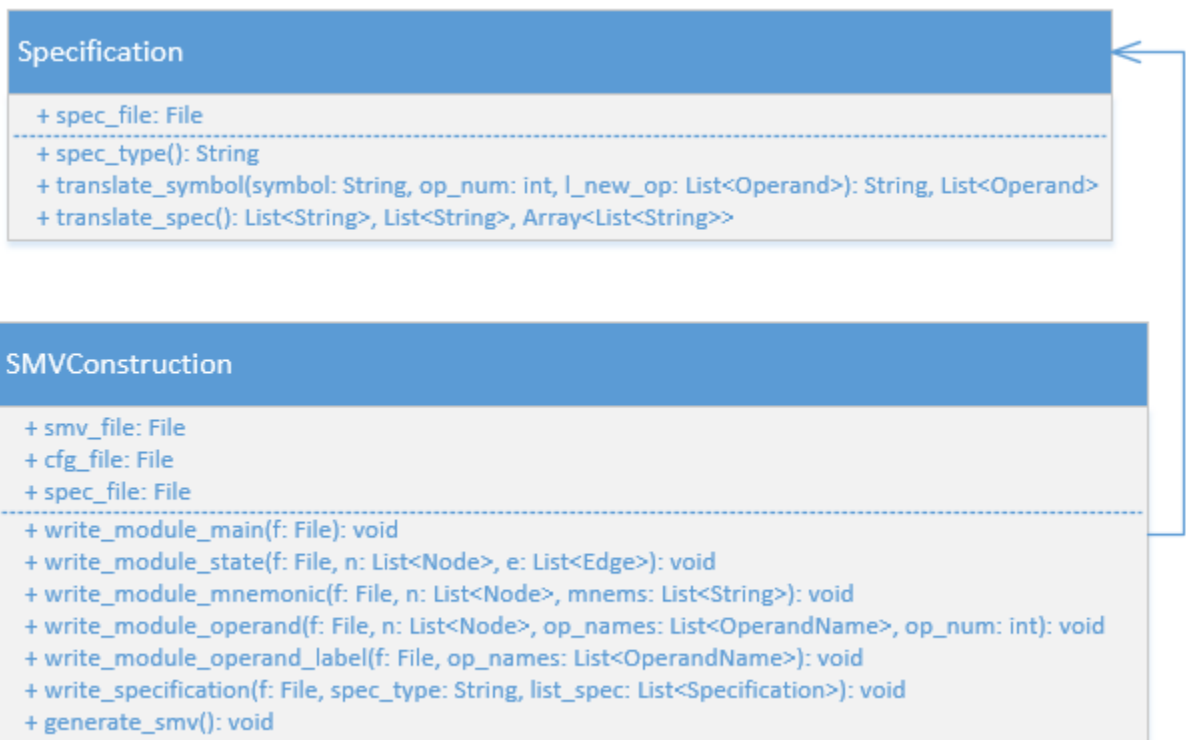 Specification
+ spec_file: File
+ spec_type(): String
+ translate_symbol(symbol: String, op_num: int, l_new_op: List<Operand>): String, List<Operand>
+ translate_spec(): List<String>, List<String>, Array<List<String>>
SMVConstruction
+ smv_file: File
+ cfg_file: File
+ spec_file: File
+ write_module_main(f: File): void
+ write_module_state(f: File, n: List<Node>, e: List<Edge>): void
+ write_module_mnemonic(f: File, n: List<Node>, mnems: List<String>): void
+ write_module_operand(f: File, n: List<Node>, op_names: List<OperandName>, op_num: int): void
+ write_module_operand_label(f: File, op_names: List<OperandName>): void
+ write_specification(f: File, spec_type: String, list_spec: List<Specification>): void
+ generate_smv(): void